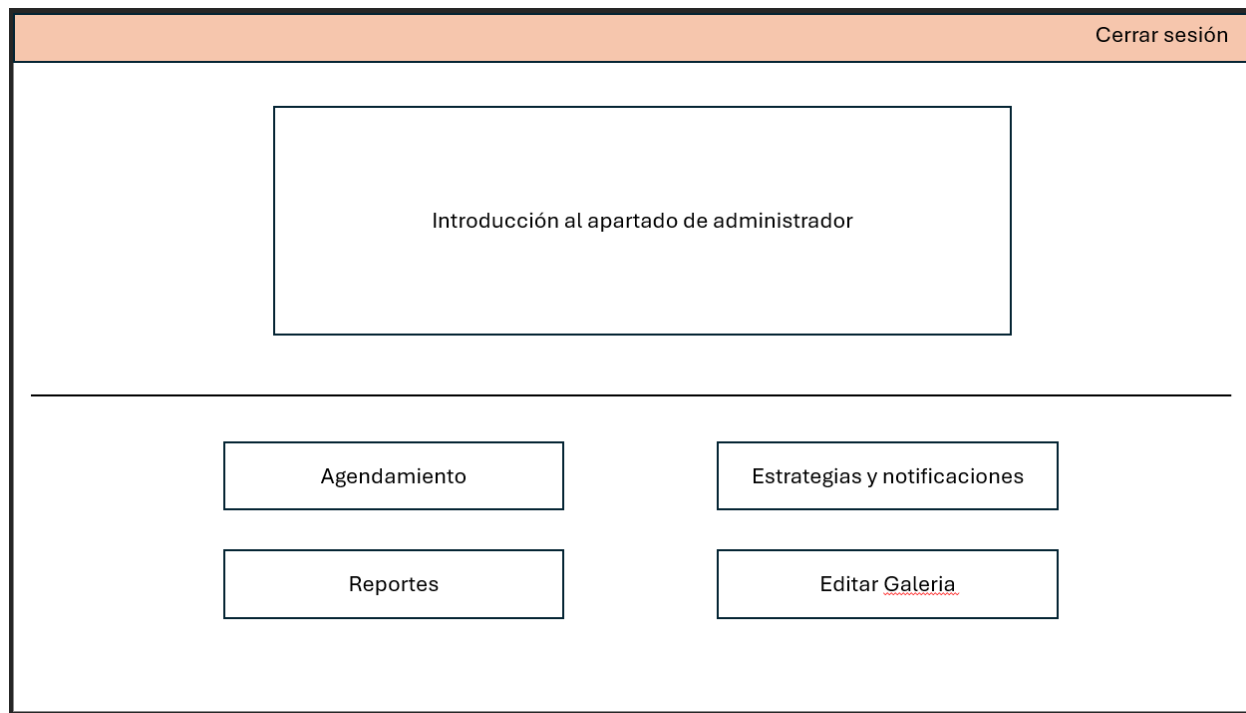 Cerrar sesión
Introducción al apartado de administrador
Agendamiento
Estrategias y notificaciones
Reportes
Editar Galeria